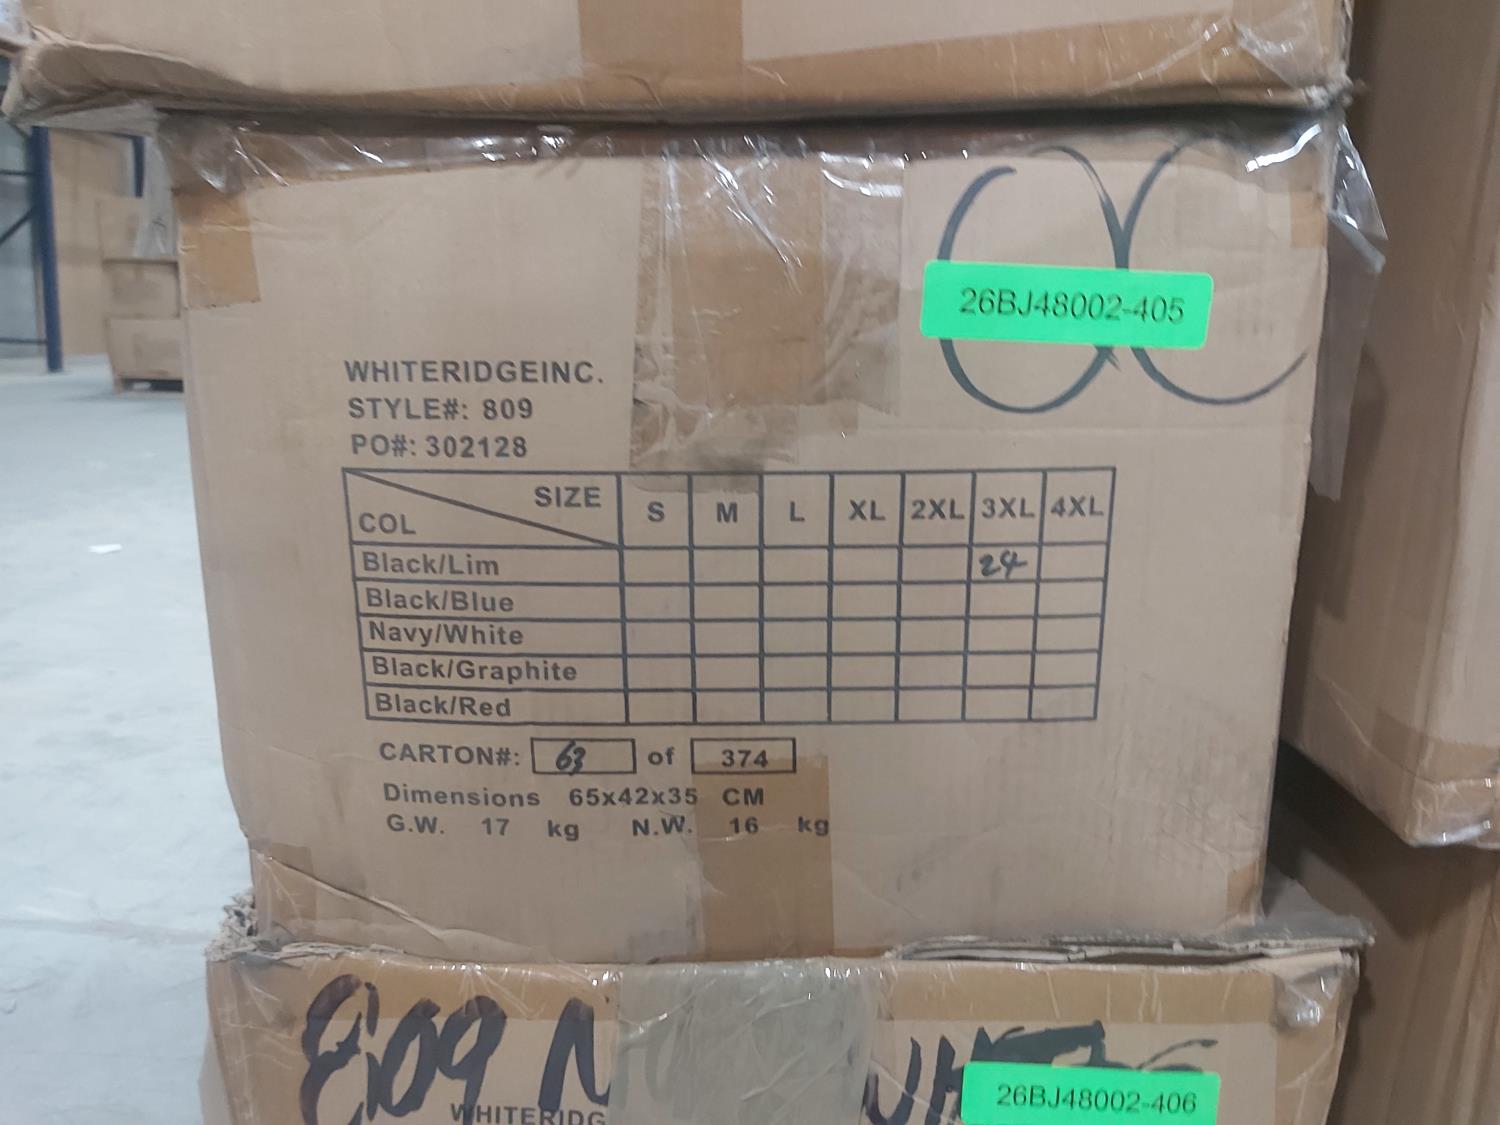 26BJ48002-405
WHITERIDGEINC.
STYLE#: 809
PO#: 302128
SIZE
COL
S M L XL 2XL 3XL 4XL
Black/Lim 24
Black/Blue
Navy/White
Black/Graphite
Black/Red
CARTON#: 63 of 374
Dimensions 65x42x35 CM
G.W. 17 kg N.W. 16 kg
809
WHITERIDG
26BJ48002-406